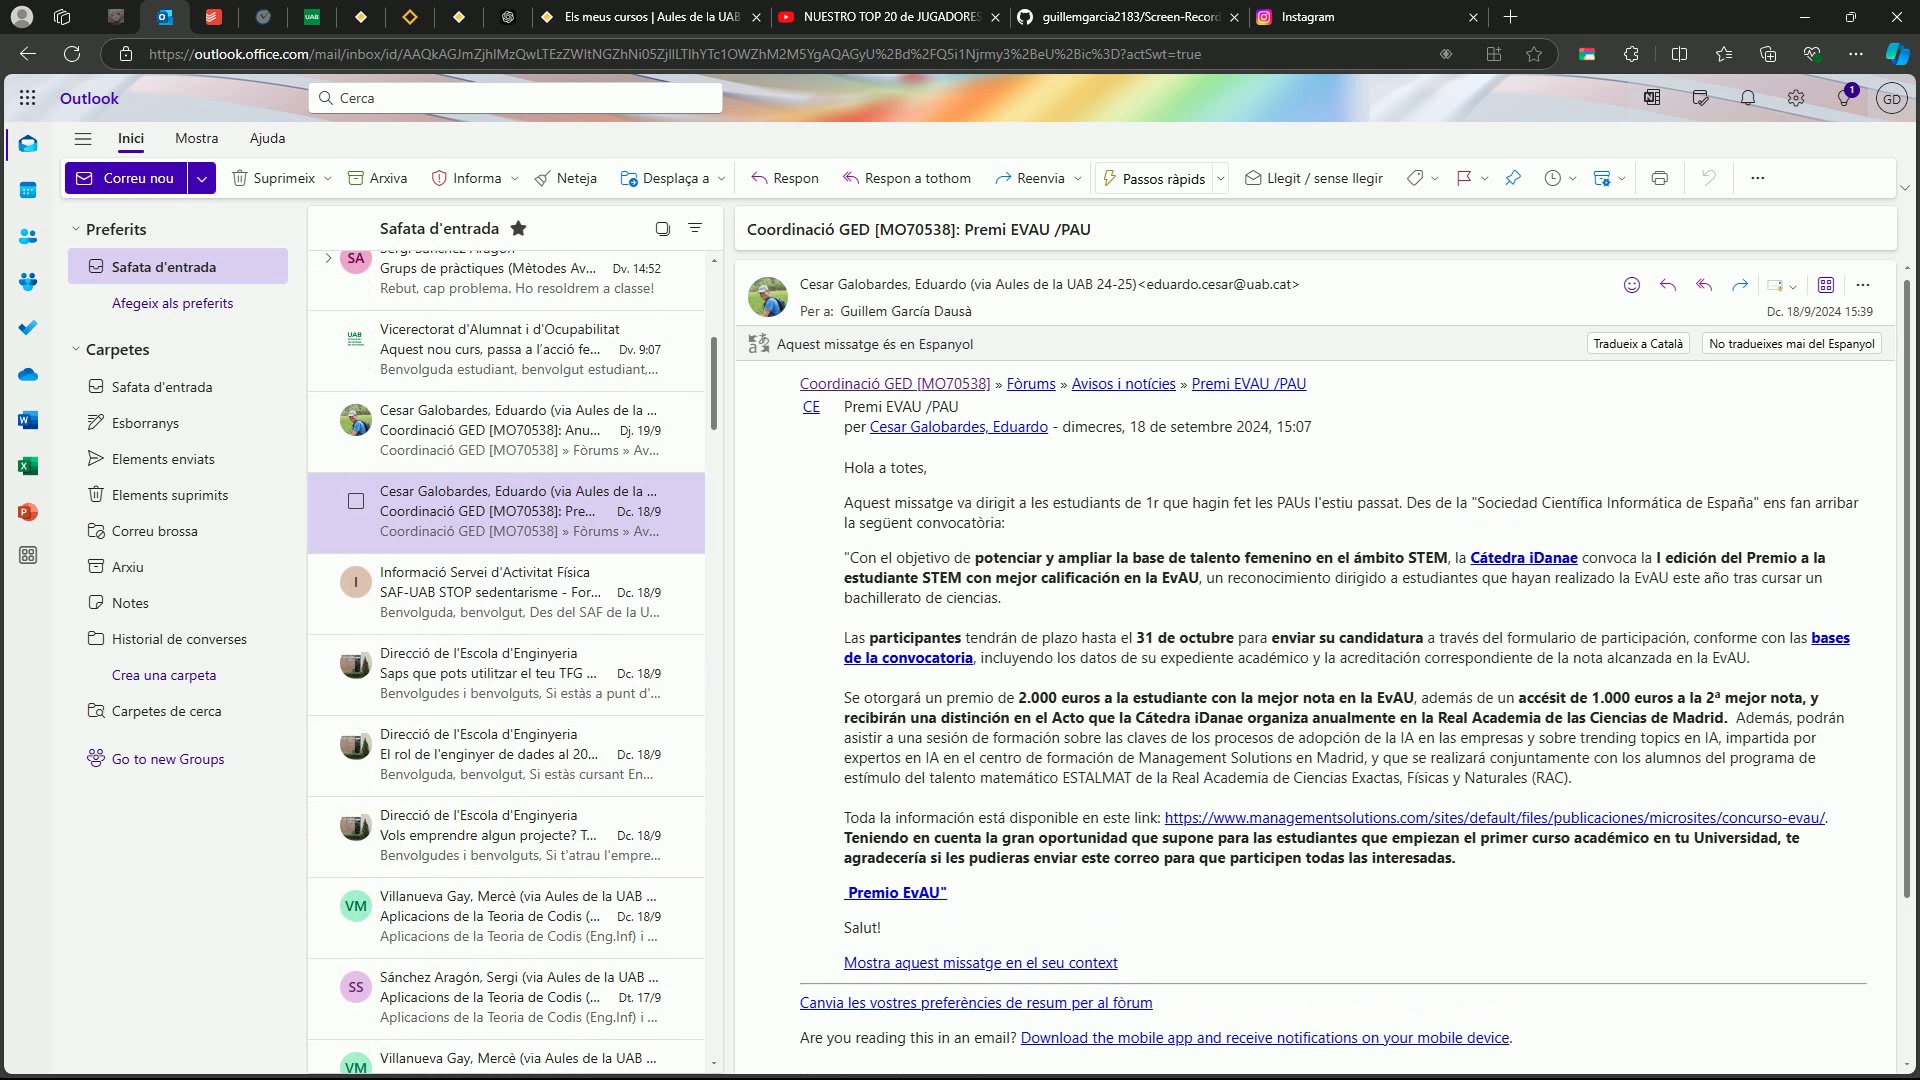 Els meus cursos | Aules de la UAB
NUESTRO TOP 20 de JUGADORES
guillemgarcia2183/Screen-Record
Instagram
https://outlook.office.com/mail/inbox/id/
?actSwt=true
Outlook
Cerca
1
GD
Inici
Mostra
Ajuda
Correu nou
Suprimeix
Arxiva
Informa
Neteja
Desplaça a
Respon
Respon a tothom
Reenvia
Passos ràpids
Llegit / sense llegir
Preferits
Safata d'entrada
Afegeix als preferits
Carpetes
Safata d'entrada
Esborranys
Elements enviats
Elements suprimits
Correu brossa
Arxiu
Notes
Historial de converses
Crea una carpeta
Carpetes de cerca
Go to new Groups
Safata d'entrada
SA
Sergi Sánchez Aragón
Grups de pràctiques (Mètodes Av... Dv. 14:52
Rebut, cap problema. Ho resoldrem a classe!
UAB
Vicerectorat d'Alumnat i d'Ocupabilitat
Aquest nou curs, passa a l'acció fe... Dv. 9:07
Benvolguda estudiant, benvolgut estudiant,...
Cesar Galobardes, Eduardo (via Aules de la ...
Coordinació GED [MO70538]: Anu... Dj. 19/9
Coordinació GED [MO70538] » Fòrums » Av...
Cesar Galobardes, Eduardo (via Aules de la ...
Coordinació GED [MO70538]: Pre... Dc. 18/9
Coordinació GED [MO70538] » Fòrums » Av...
I
Informació Servei d'Activitat Física
SAF-UAB STOP sedentarisme - For... Dc. 18/9
Benvolguda, benvolgut, Des del SAF de la U...
Direcció de l'Escola d'Enginyeria
Saps que pots utilitzar el teu TFG ... Dc. 18/9
Benvolgudes i benvolguts, Si estàs a punt d'...
Direcció de l'Escola d'Enginyeria
El rol de l'enginyer de dades al 20... Dc. 18/9
Benvolguda, benvolgut, Si estàs cursant En...
Direcció de l'Escola d'Enginyeria
Vols emprendre algun projecte? T... Dc. 18/9
Benvolgudes i benvolguts, Si t'atrau l'empre...
VM
Villanueva Gay, Mercè (via Aules de la UAB ...
Aplicacions de la Teoria de Codis (... Dc. 18/9
Aplicacions de la Teoria de Codis (Eng.Inf) i ...
SS
Sánchez Aragón, Sergi (via Aules de la UAB ...
Aplicacions de la Teoria de Codis (... Dt. 17/9
Aplicacions de la Teoria de Codis (Eng.Inf) i ...
VM
Villanueva Gay, Mercè (via Aules de la UAB ...
Coordinació GED [MO70538]: Premi EVAU /PAU
Cesar Galobardes, Eduardo (via Aules de la UAB 24-25)<eduardo.cesar@uab.cat>
Per a: Guillem García Dausà
Dc. 18/9/2024 15:39
Aquest missatge és en Espanyol
Tradueix a Català
No tradueixes mai del Espanyol
Coordinació GED [MO70538] » Fòrums » Avisos i notícies » Premi EVAU /PAU
CE Premi EVAU /PAU
per Cesar Galobardes, Eduardo - dimecres, 18 de setembre 2024, 15:07
Hola a totes,
Aquest missatge va dirigit a les estudiants de 1r que hagin fet les PAUs l'estiu passat. Des de la "Sociedad Científica Informática de España" ens fan arribar
la següent convocatòria:
"Con el objetivo de potenciar y ampliar la base de talento femenino en el ámbito STEM, la Cátedra iDanae convoca la I edición del Premio a la
estudiante STEM con mejor calificación en la EvAU, un reconocimiento dirigido a estudiantes que hayan realizado la EvAU este año tras cursar un
bachillerato de ciencias.
Las participantes tendrán de plazo hasta el 31 de octubre para enviar su candidatura a través del formulario de participación, conforme con las bases
de la convocatoria, incluyendo los datos de su expediente académico y la acreditación correspondiente de la nota alcanzada en la EvAU.
Se otorgará un premio de 2.000 euros a la estudiante con la mejor nota en la EvAU, además de un accésit de 1.000 euros a la 2ª mejor nota, y
recibirán una distinción en el Acto que la Cátedra iDanae organiza anualmente en la Real Academia de las Ciencias de Madrid. Además, podrán
asistir a una sesión de formación sobre las claves de los procesos de adopción de la IA en las empresas y sobre trending topics en IA, impartida por
expertos en IA en el centro de formación de Management Solutions en Madrid, y que se realizará conjuntamente con los alumnos del programa de
estímulo del talento matemático ESTALMAT de la Real Academia de Ciencias Exactas, Físicas y Naturales (RAC).
Toda la información está disponible en este link: https://www.managementsolutions.com/sites/default/files/publicaciones/microsites/concurso-evau/.
Teniendo en cuenta la gran oportunidad que supone para las estudiantes que empiezan el primer curso académico en tu Universidad, te
agradecería si les pudieras enviar este correo para que participen todas las interesadas.
Premio EvAU"
Salut!
Mostra aquest missatge en el seu context
Canvia les vostres preferències de resum per al fòrum
Are you reading this in an email? Download the mobile app and receive notifications on your mobile device.